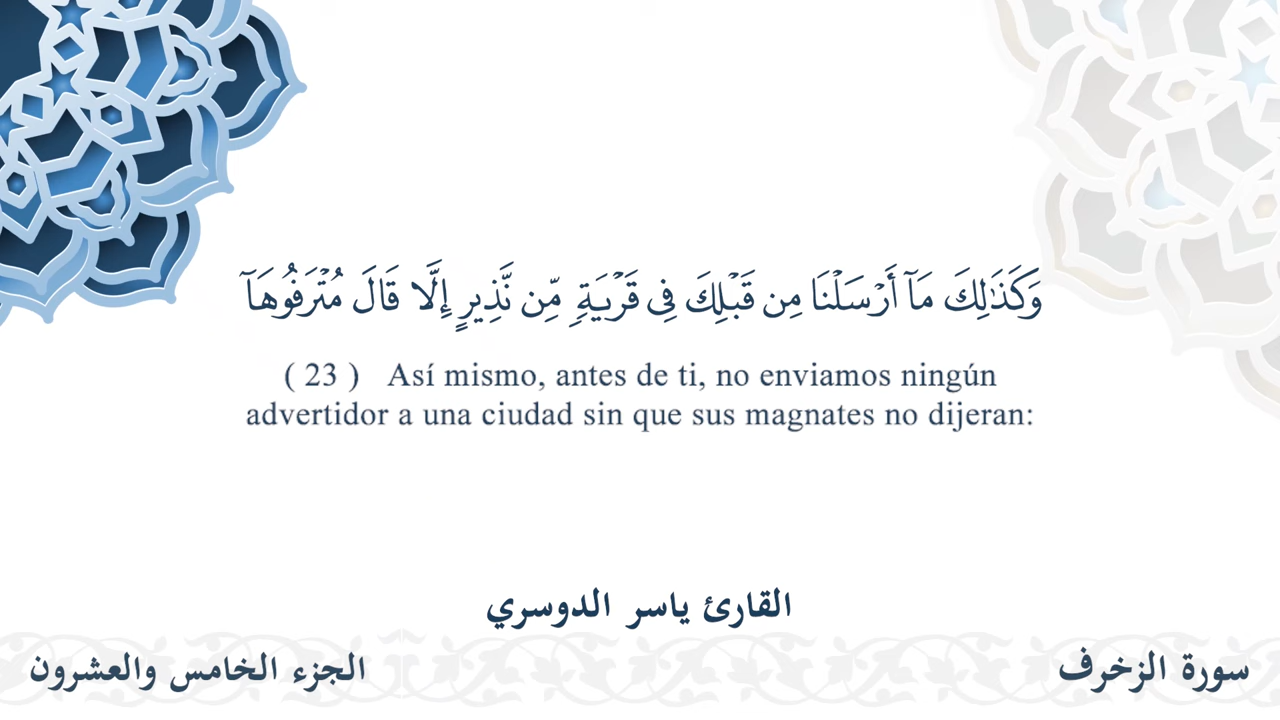 وَكَذَٰلِكَ مَآ أَرْسَلْنَا مِن قَبْلِكَ فِى قَرْيَةٍ مِّن نَّذِيرٍ إِلَّا قَالَ مُتْرَفُوهَآ
( 23 ) Así mismo, antes de ti, no enviamos ningún
advertidor a una ciudad sin que sus magnates no dijeran:
القارئ ياسر الدوسري
سورة الزخرف
الجزء الخامس والعشرون